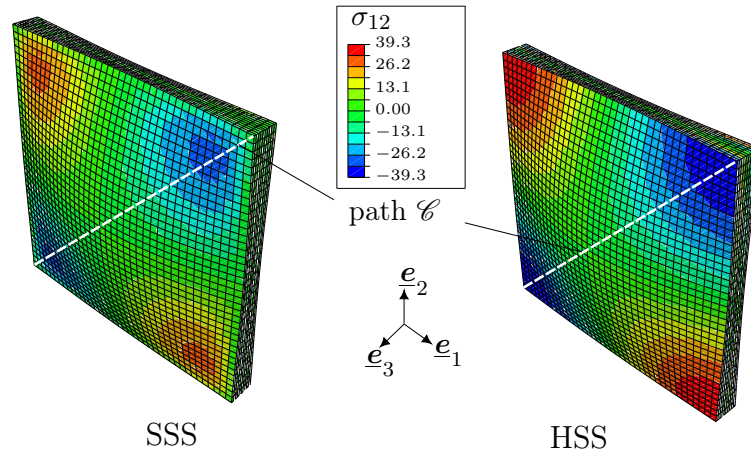 σ12
39.3
26.2
13.1
0.00
−13.1
−26.2
−39.3
path 𝒞
e2
e3
e1
SSS
HSS